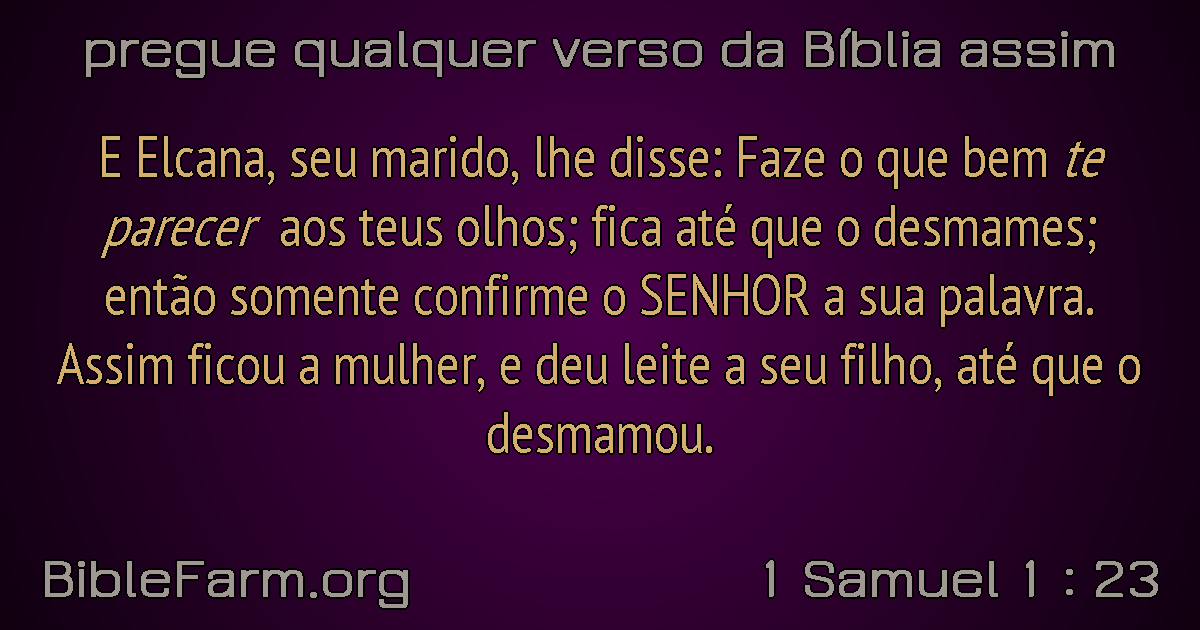 pregue qualquer verso da Bíblia assim
E Elcana, seu marido, lhe disse: Faze o que bem te
parecer aos teus olhos; fica até que o desmames;
então somente confirme o SENHOR a sua palavra.
Assim ficou a mulher, e deu leite a seu filho, até que o
desmamou.
BibleFarm.org
1 Samuel 1 : 23